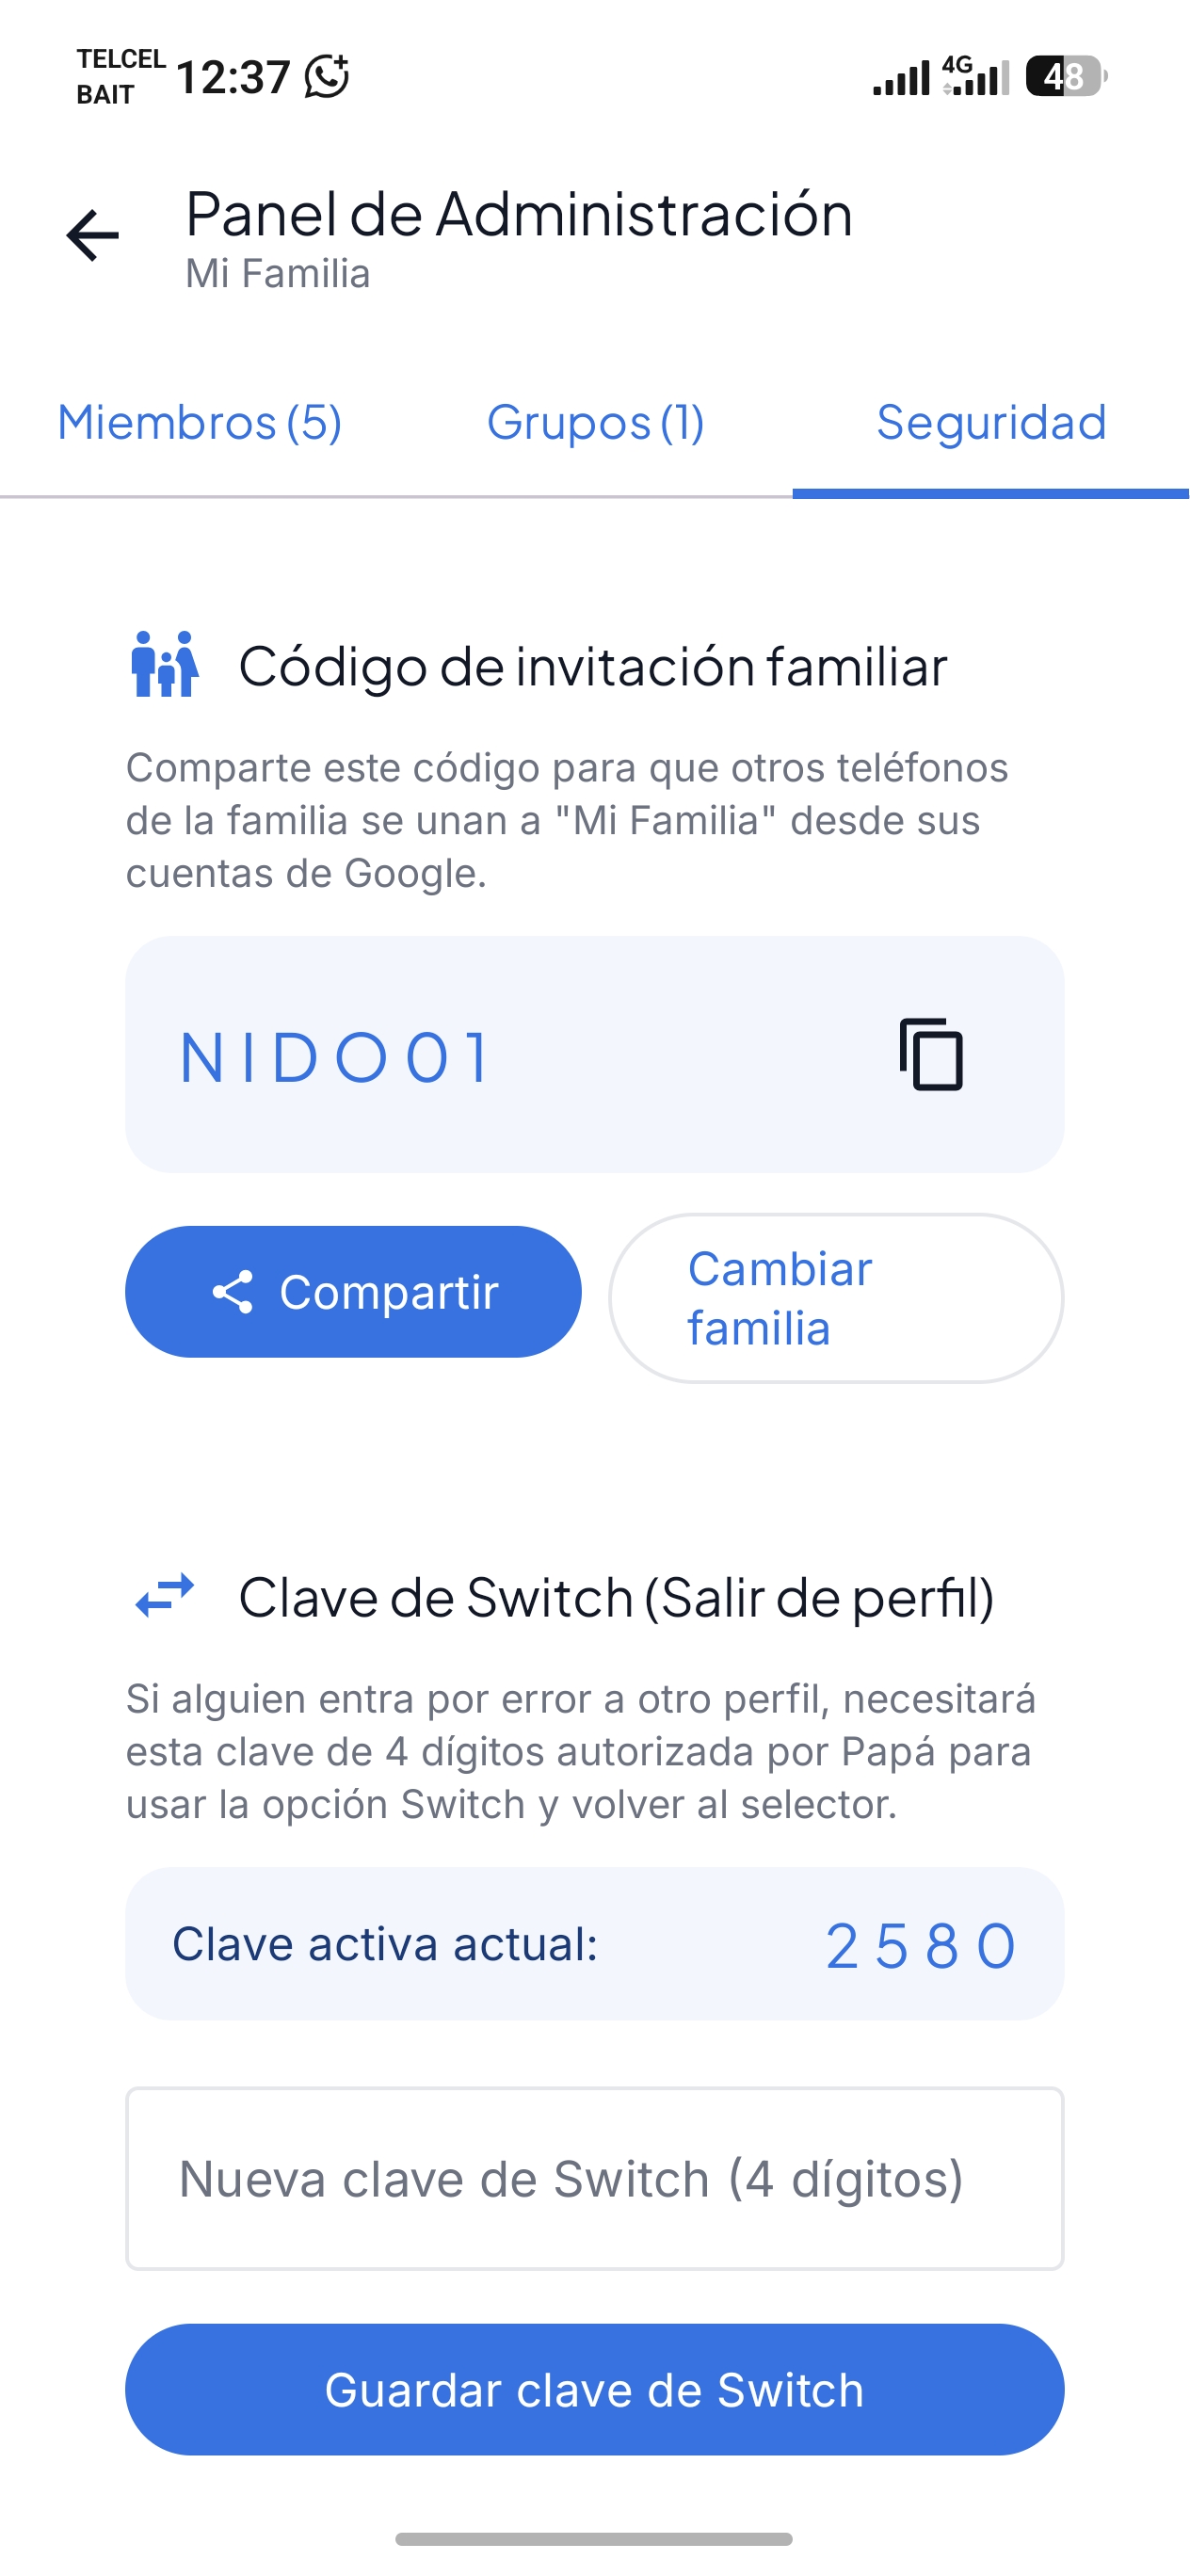 TELCEL
BAIT
12:37
4G
48
Panel de Administración
Mi Familia
Miembros (5)
Grupos (1)
Seguridad
Código de invitación familiar
Comparte este código para que otros teléfonos
de la familia se unan a "Mi Familia" desde sus
cuentas de Google.
NIDO01
Compartir
Cambiar
familia
Clave de Switch (Salir de perfil)
Si alguien entra por error a otro perfil, necesitará
esta clave de 4 dígitos autorizada por Papá para
usar la opción Switch y volver al selector.
Clave activa actual:
2580
Nueva clave de Switch (4 dígitos)
Guardar clave de Switch